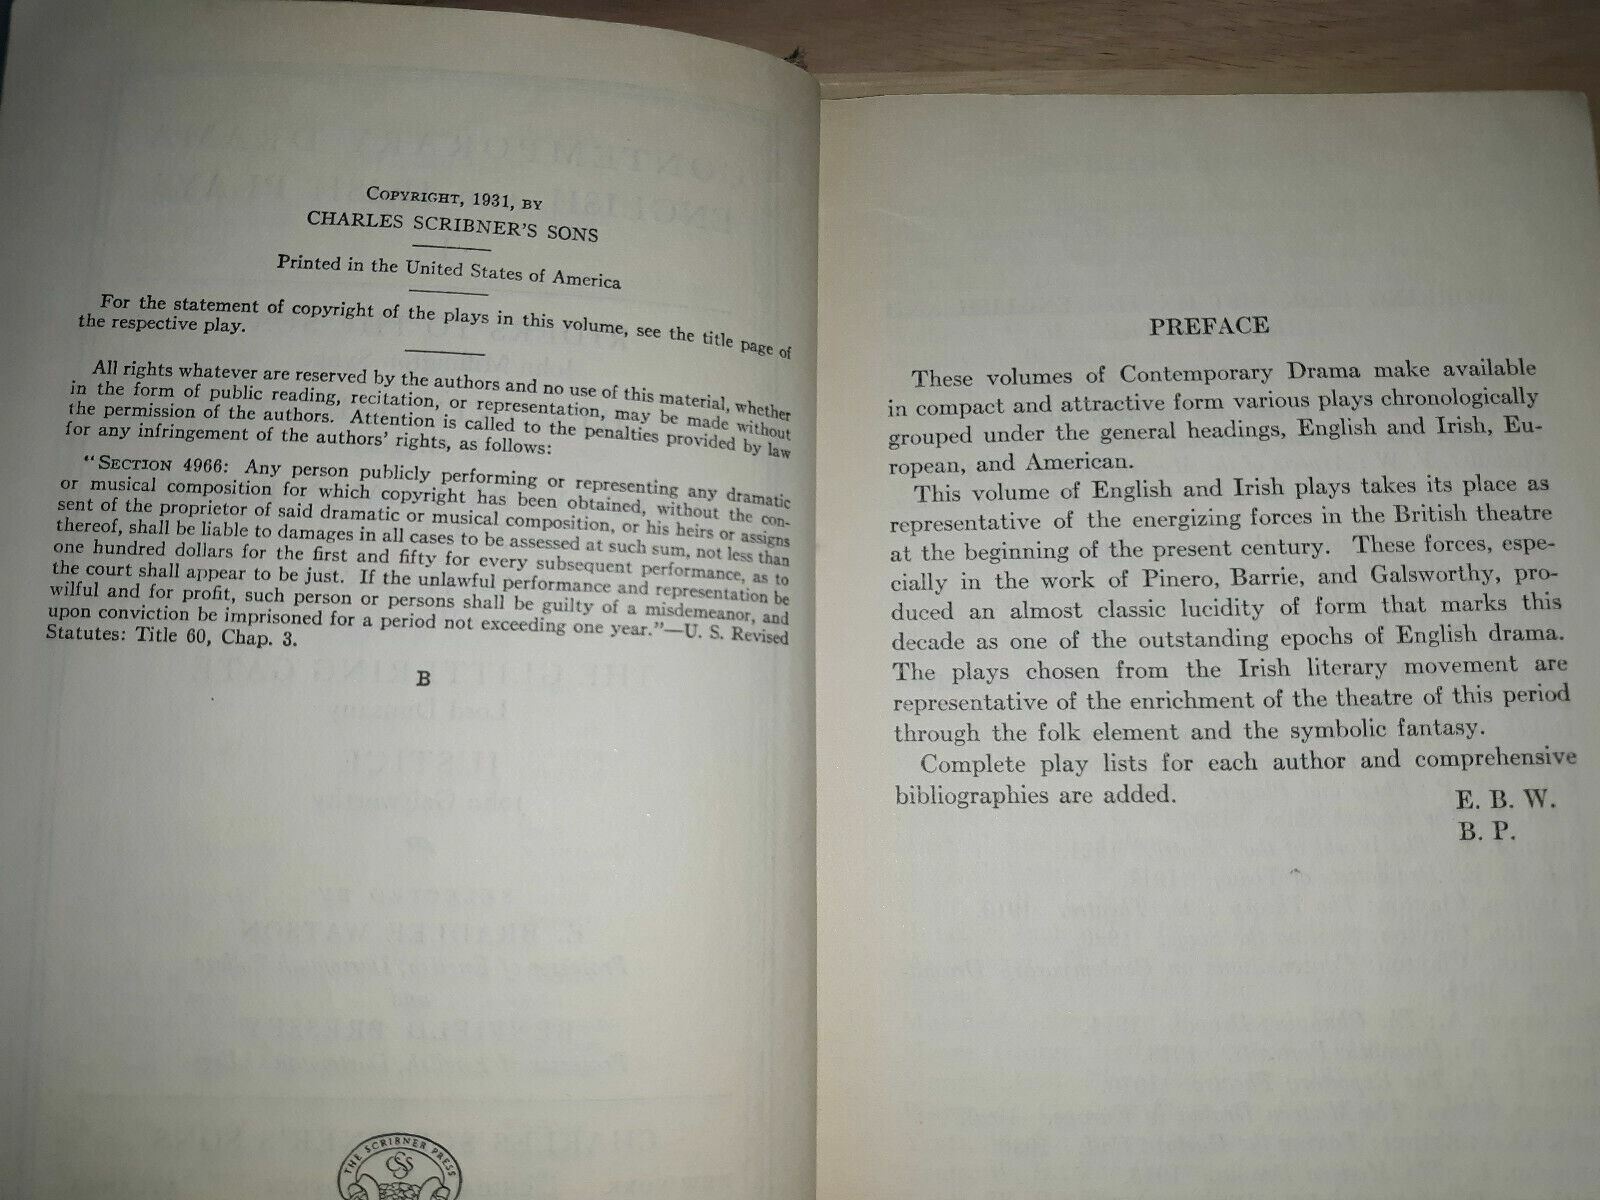 COPYRIGHT, 1931, BY
CHARLES SCRIBNER'S SONS
Printed in the United States of America
For the statement of copyright of the plays in this volume, see the title page of
the respective play.
All rights whatever are reserved by the authors and no use of this material, whether
in the form of public reading, recitation, or representation, may be made without
the permission of the authors. Attention is called to the penalties provided by law
for any infringement of the authors' rights, as follows:
"SECTION 4966: Any person publicly performing or representing any dramatic
or musical composition for which copyright has been obtained, without the con-
sent of the proprietor of said dramatic or musical composition, or his heirs or assigns
thereof, shall be liable to damages in all cases to be assessed at such sum, not less than
one hundred dollars for the first and fifty for every subsequent performance, as to
the court shall appear to be just. If the unlawful performance and representation be
wilful and for profit, such person or persons shall be guilty of a misdemeanor, and
upon conviction be imprisoned for a period not exceeding one year."—U. S. Revised
Statutes: Title 60, Chap. 3.
B
THE SCRIBNER PRESS
CSS
PREFACE
These volumes of Contemporary Drama make available
in compact and attractive form various plays chronologically
grouped under the general headings, English and Irish, Eu-
ropean, and American.
This volume of English and Irish plays takes its place as
representative of the energizing forces in the British theatre
at the beginning of the present century. These forces, espe-
cially in the work of Pinero, Barrie, and Galsworthy, pro-
duced an almost classic lucidity of form that marks this
decade as one of the outstanding epochs of English drama.
The plays chosen from the Irish literary movement are
representative of the enrichment of the theatre of this period
through the folk element and the symbolic fantasy.
Complete play lists for each author and comprehensive
bibliographies are added.
E. B. W.
B. P.